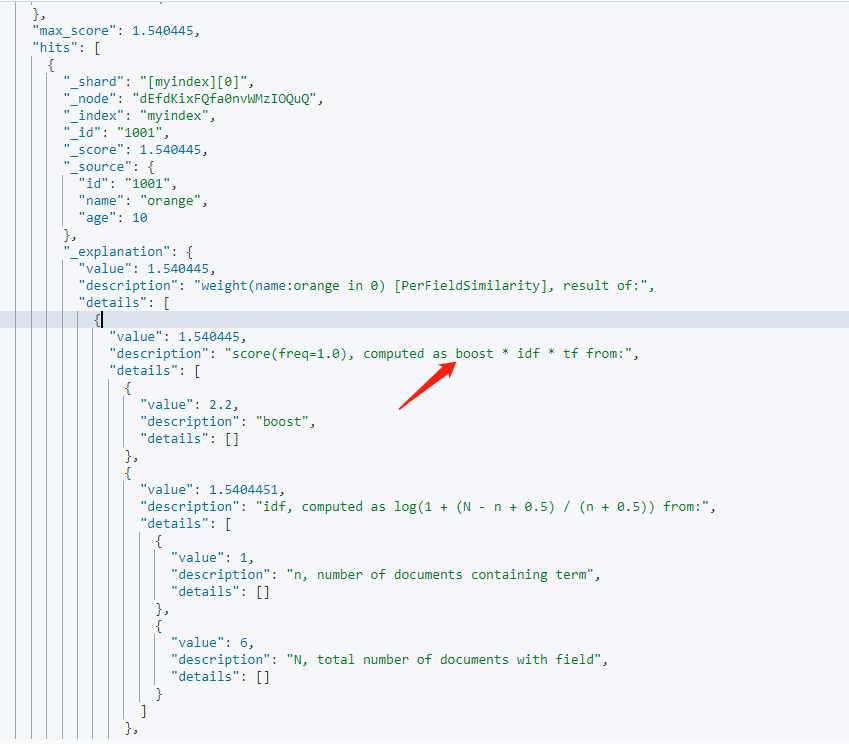 },
"max_score": 1.540445,
"hits": [
{
"_shard": "[myindex][0]",
"_node": "dEfdKixFQfa0nvWMzIOQuQ",
"_index": "myindex",
"_id": "1001",
"_score": 1.540445,
"_source": {
"id": "1001",
"name": "orange",
"age": 10
},
"_explanation": {
"value": 1.540445,
"description": "weight(name:orange in 0) [PerFieldSimilarity], result of:",
"details": [
{
"value": 1.540445,
"description": "score(freq=1.0), computed as boost * idf * tf from:",
"details": [
{
"value": 2.2,
"description": "boost",
"details": []
},
{
"value": 1.5404451,
"description": "idf, computed as log(1 + (N - n + 0.5) / (n + 0.5)) from:",
"details": [
{
"value": 1,
"description": "n, number of documents containing term",
"details": []
},
{
"value": 6,
"description": "N, total number of documents with field",
"details": []
}
]
},